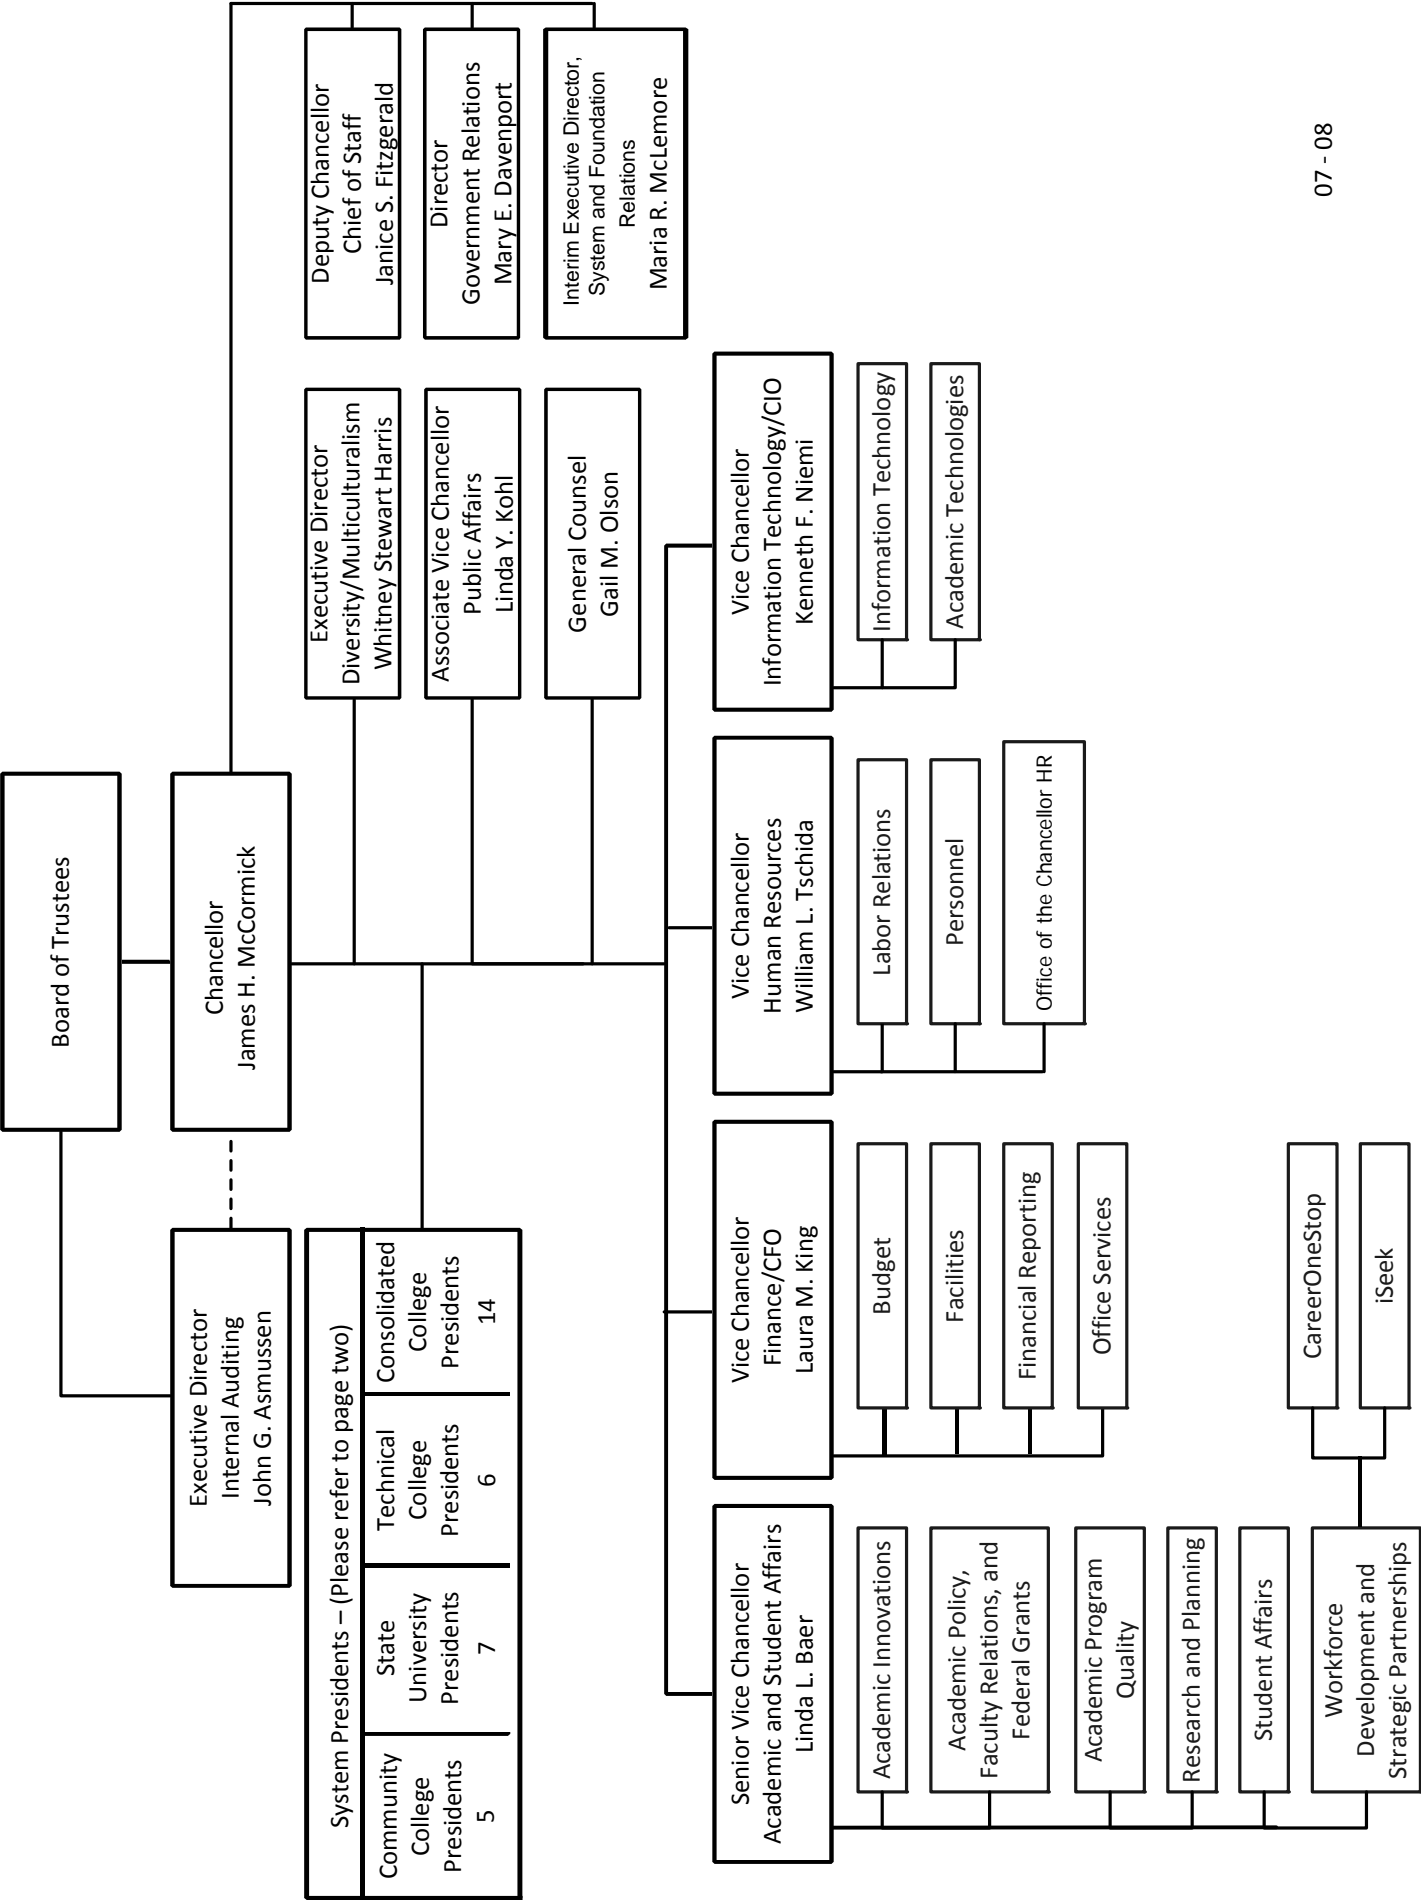 Board of Trustees
Chancellor
James H. McCormick
Executive Director
Internal Auditing
John G. Asmussen
System Presidents – (Please refer to page two)
Community
College
Presidents
5
State
University
Presidents
7
Technical
College
Presidents
6
Consolidated
College
Presidents
14
Executive Director
Diversity/Multiculturalism
Whitney Stewart Harris
Deputy Chancellor
Chief of Staff
Janice S. Fitzgerald
Associate Vice Chancellor
Public Affairs
Linda Y. Kohl
Director
Government Relations
Mary E. Davenport
General Counsel
Gail M. Olson
Interim Executive Director,
System and Foundation
Relations
Maria R. McLemore
Senior Vice Chancellor
Academic and Student Affairs
Linda L. Baer
Academic Innovations
Academic Policy,
Faculty Relations, and
Federal Grants
Academic Program
Quality
Research and Planning
Student Affairs
Workforce
Development and
Strategic Partnerships
CareerOneStop
iSeek
Vice Chancellor
Finance/CFO
Laura M. King
Budget
Facilities
Financial Reporting
Office Services
Vice Chancellor
Human Resources
William L. Tschida
Labor Relations
Personnel
Office of the Chancellor HR
Vice Chancellor
Information Technology/CIO
Kenneth F. Niemi
Information Technology
Academic Technologies
07 - 08